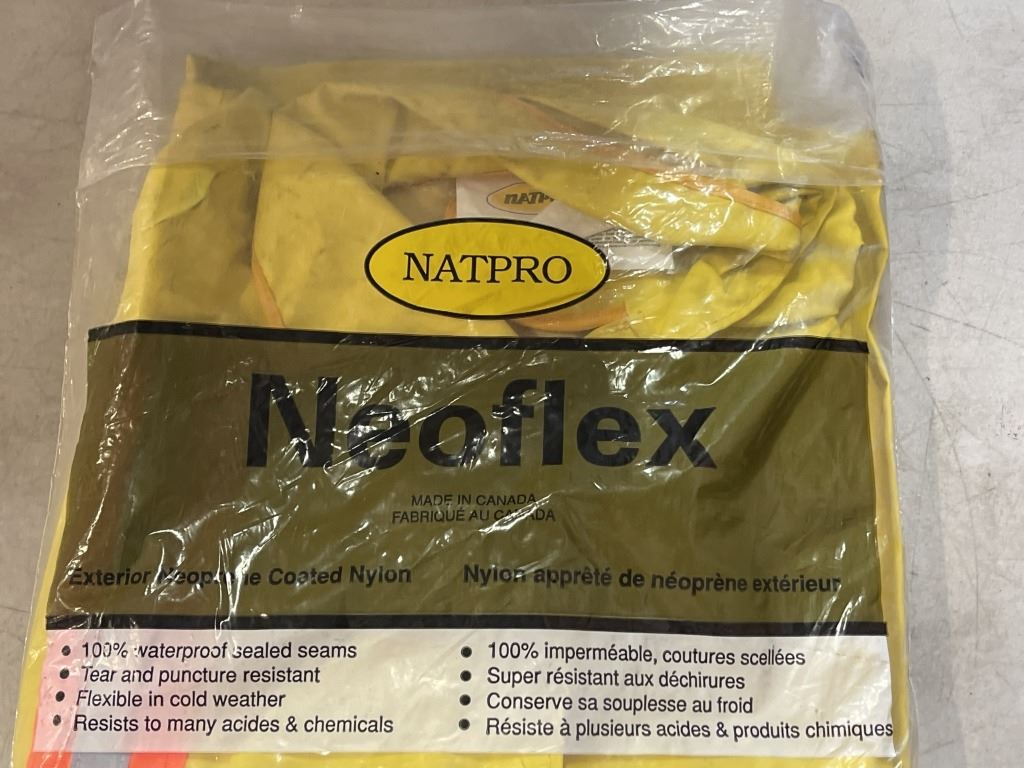 NATPRO
Neoflex
MADE IN CANADA
FABRIQUÉ AU CANADA
Exterior Neoprene Coated Nylon
Nylon apprêté de néoprène extérieur
• 100% waterproof sealed seams
• Tear and puncture resistant
• Flexible in cold weather
• Resists to many acides & chemicals
• 100% imperméable, coutures scellées
• Super résistant aux déchirures
• Conserve sa souplesse au froid
• Résiste à plusieurs acides & produits chimiques